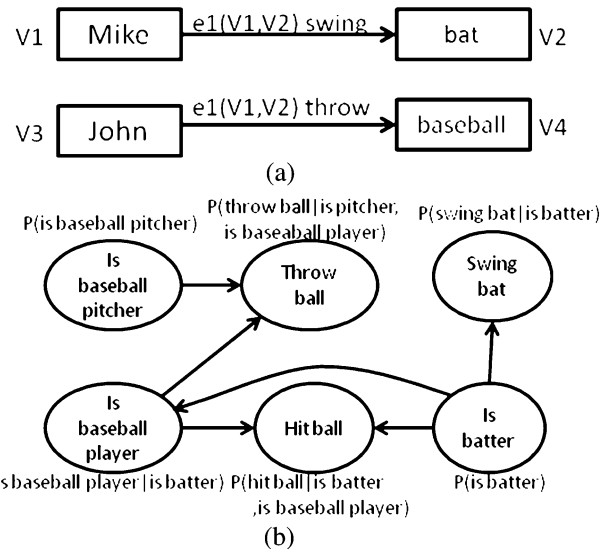 V1 Mike e1(V1,V2) swing bat V2
V3 John e1(V1,V2) throw baseball V4
(a)
P(is baseball pitcher)
P(throw ball|is pitcher,
is baseaball player)
P(swing bat|is batter)
Is
baseball
pitcher
Throw
ball
Swing
bat
Is
baseball
player
Hit ball
Is
batter
s baseball player|is batter)
P(hit ball|is batter
,is baseball player)
P(is batter)
(b)